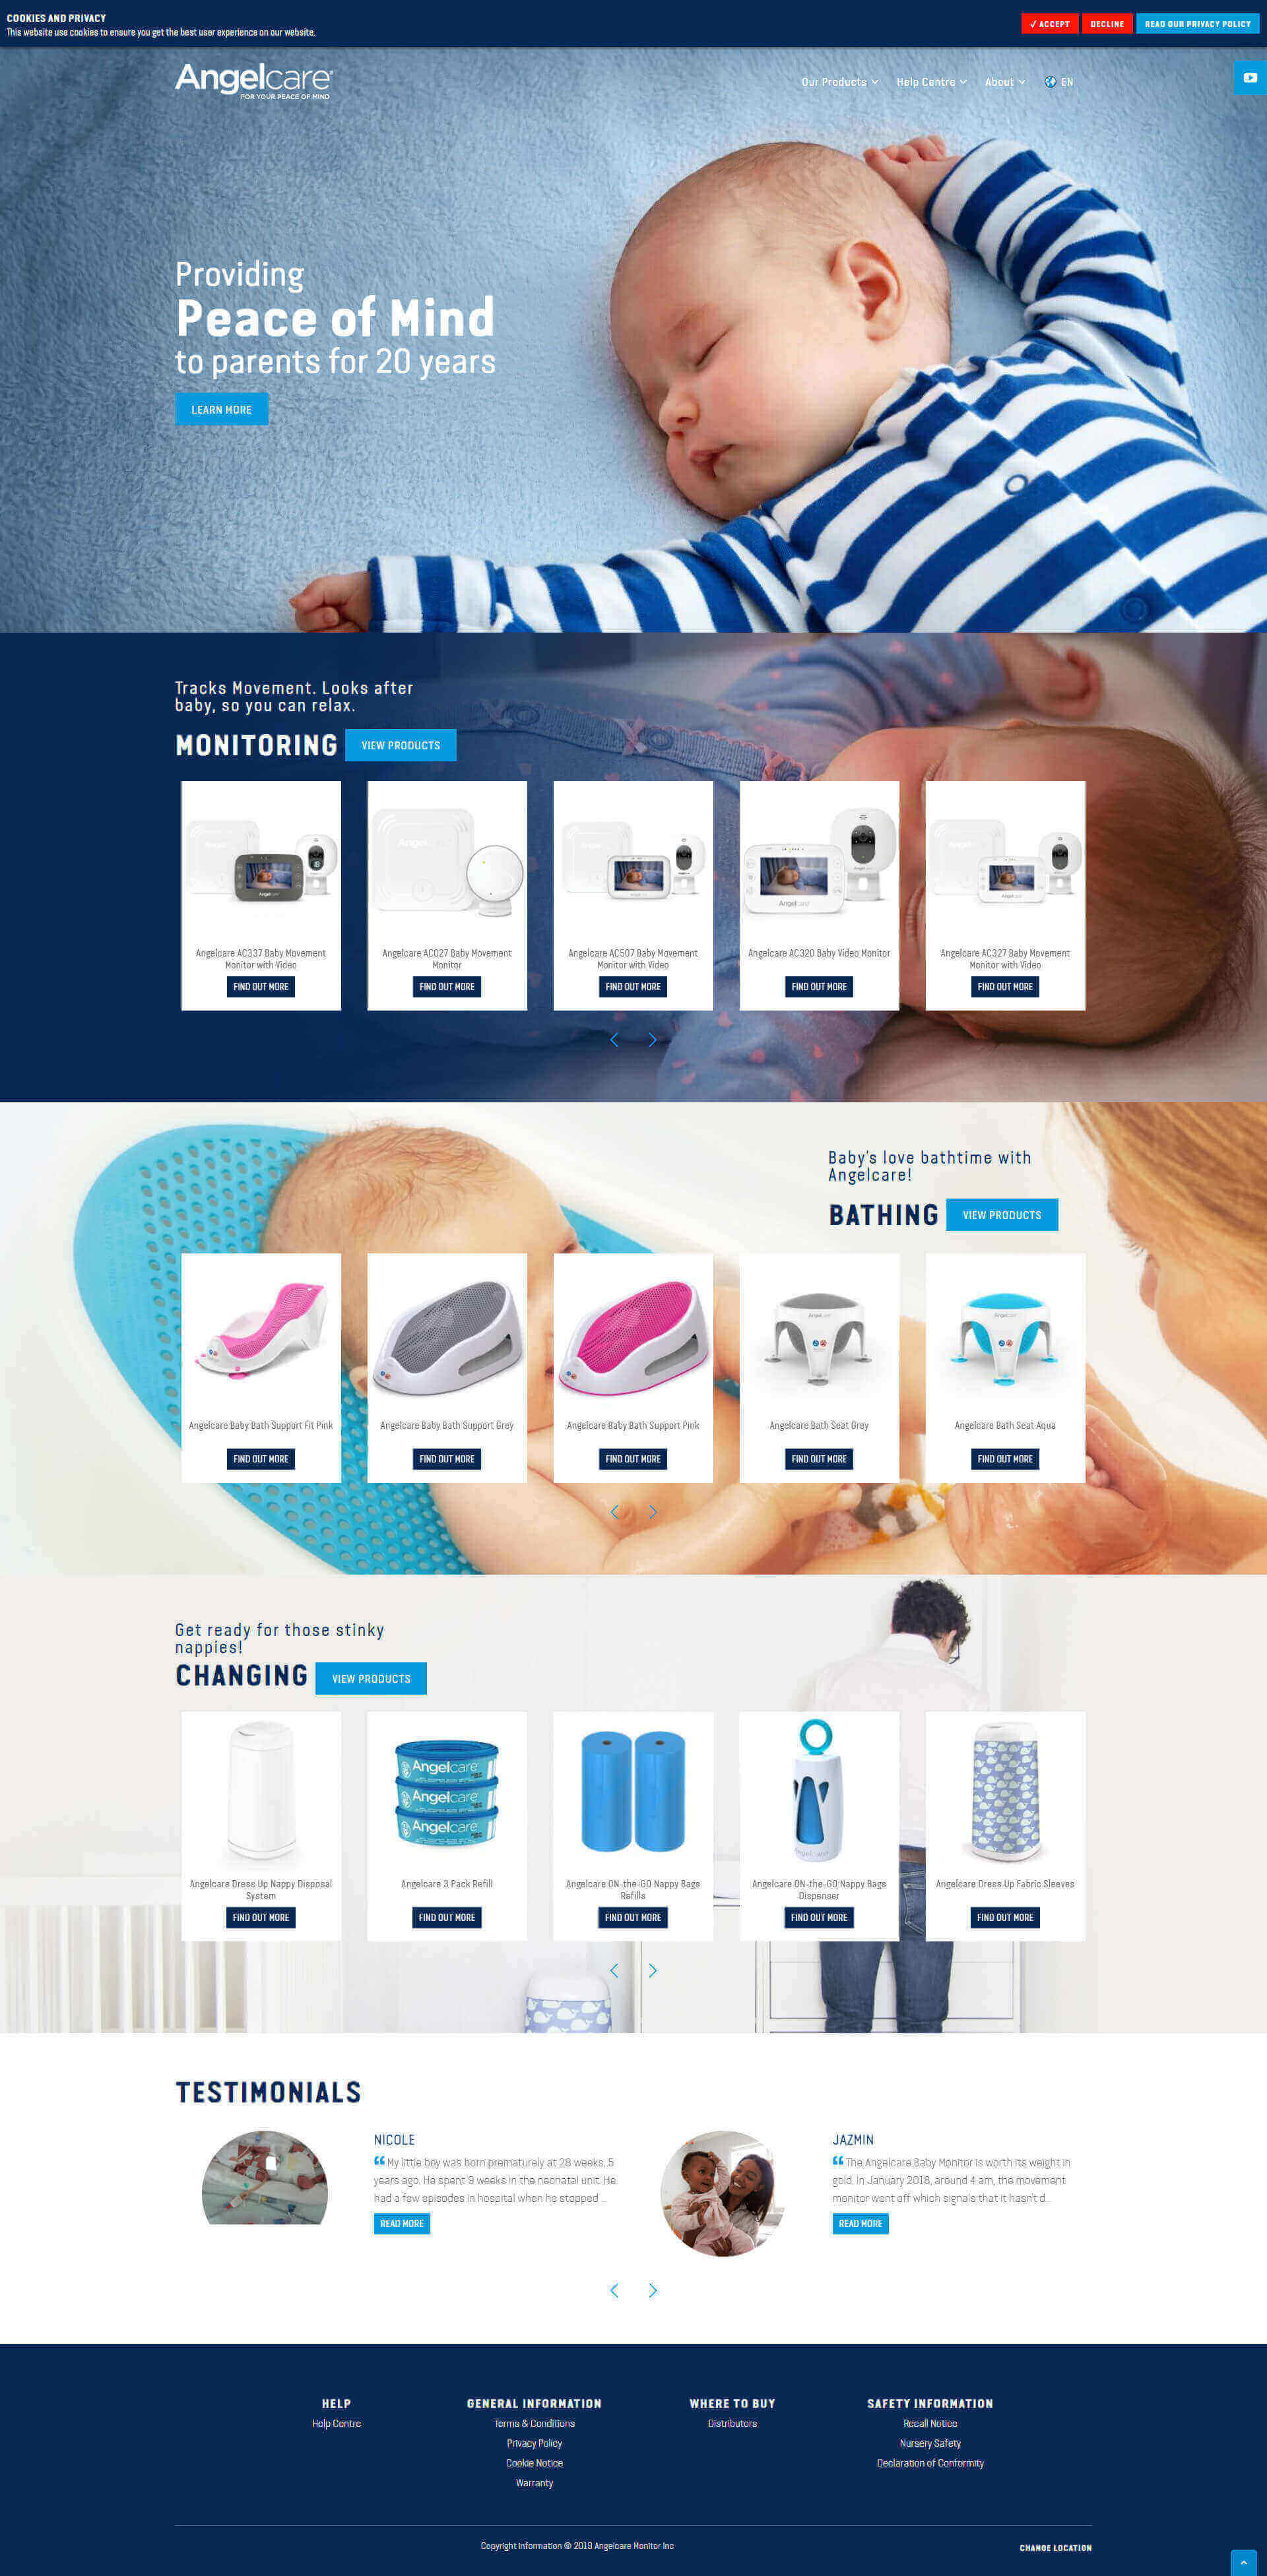 COOKIES AND PRIVACY
This website use cookies to ensure you get the best user experience on our website.
✓ ACCEPT
DECLINE
READ OUR PRIVACY POLICY
Angelcare®
FOR YOUR PEACE OF MIND
Our Products
Help Centre
About
EN
Providing
Peace of Mind
to parents for 20 years
LEARN MORE
Tracks Movement. Looks after
baby, so you can relax.
MONITORING
VIEW PRODUCTS
Angelcare AC337 Baby Movement
Monitor with Video
FIND OUT MORE
Angelcare AC027 Baby Movement
Monitor
FIND OUT MORE
Angelcare AC507 Baby Movement
Monitor with Video
FIND OUT MORE
Angelcare AC320 Baby Video Monitor
FIND OUT MORE
Angelcare AC327 Baby Movement
Monitor with Video
FIND OUT MORE
Baby's love bathtime with
Angelcare!
BATHING
VIEW PRODUCTS
Angelcare Baby Bath Support Fit Pink
FIND OUT MORE
Angelcare Baby Bath Support Grey
FIND OUT MORE
Angelcare Baby Bath Support Pink
FIND OUT MORE
Angelcare Bath Seat Grey
FIND OUT MORE
Angelcare Bath Seat Aqua
FIND OUT MORE
Get ready for those stinky
nappies!
CHANGING
VIEW PRODUCTS
Angelcare Dress Up Nappy Disposal
System
FIND OUT MORE
Angelcare
Angelcare
Angelcare
Angelcare 3 Pack Refill
FIND OUT MORE
Angelcare ON-the-GO Nappy Bags
Refills
FIND OUT MORE
Angelcare ON-the-GO Nappy Bags
Dispenser
FIND OUT MORE
Angelcare Dress Up Fabric Sleeves
FIND OUT MORE
TESTIMONIALS
NICOLE
“My little boy was born prematurely at 28 weeks, 5
years ago. He spent 9 weeks in the neonatal unit. He
had a few episodes in hospital when he stopped ...
READ MORE
JAZMIN
“The Angelcare Baby Monitor is worth its weight in
gold. In January 2018, around 4 am, the movement
monitor went off which signals that it hasn't d...
READ MORE
HELP
Help Centre
GENERAL INFORMATION
Terms & Conditions
Privacy Policy
Cookie Notice
Warranty
WHERE TO BUY
Distributors
SAFETY INFORMATION
Recall Notice
Nursery Safety
Declaration of Conformity
Copyright information © 2019 Angelcare Monitor Inc
CHANGE LOCATION